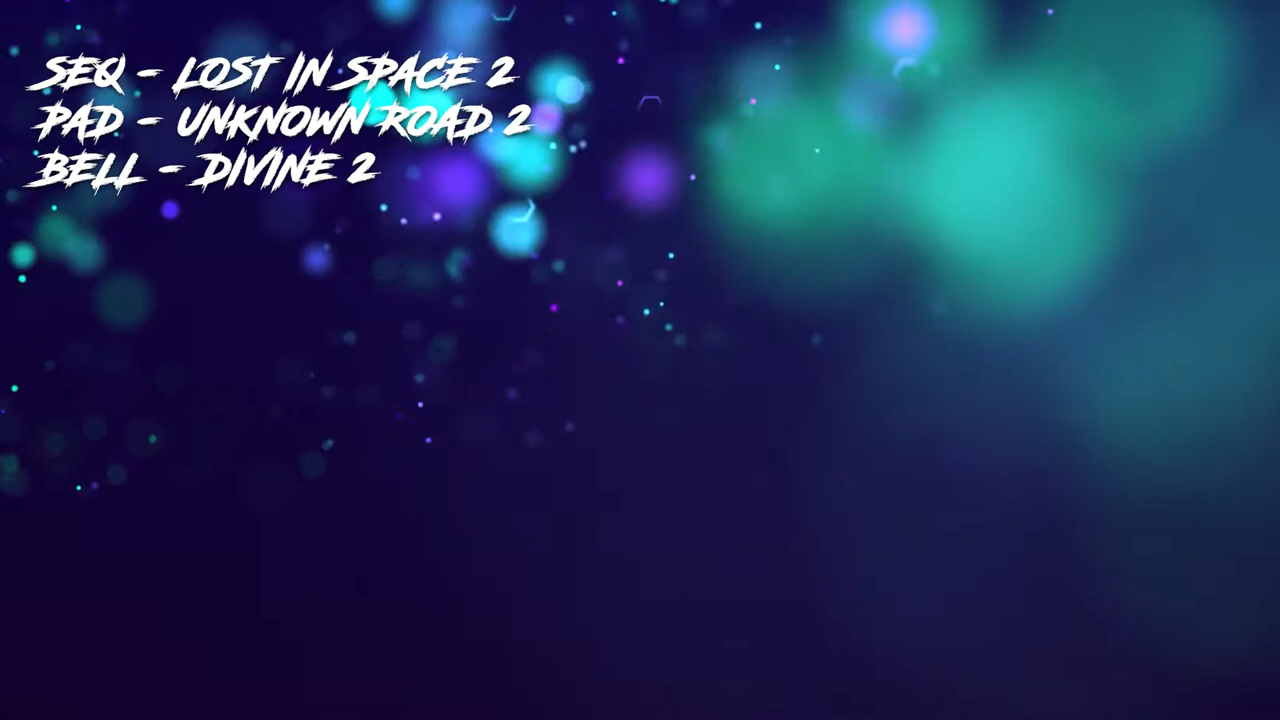 SEQ - LOST IN SPACE 2
PAD - UNKNOWN ROAD 2
BELL - DIVINE 2